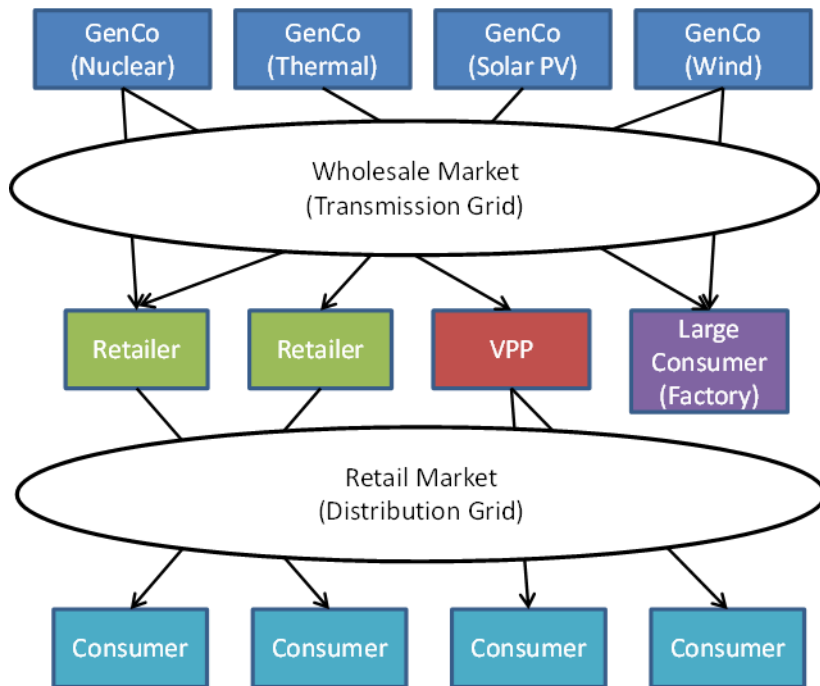 GenCo
(Nuclear)
GenCo
(Thermal)
GenCo
(Solar PV)
GenCo
(Wind)
Wholesale Market
(Transmission Grid)
Retailer
Retailer
VPP
Large
Consumer
(Factory)
Retail Market
(Distribution Grid)
Consumer
Consumer
Consumer
Consumer